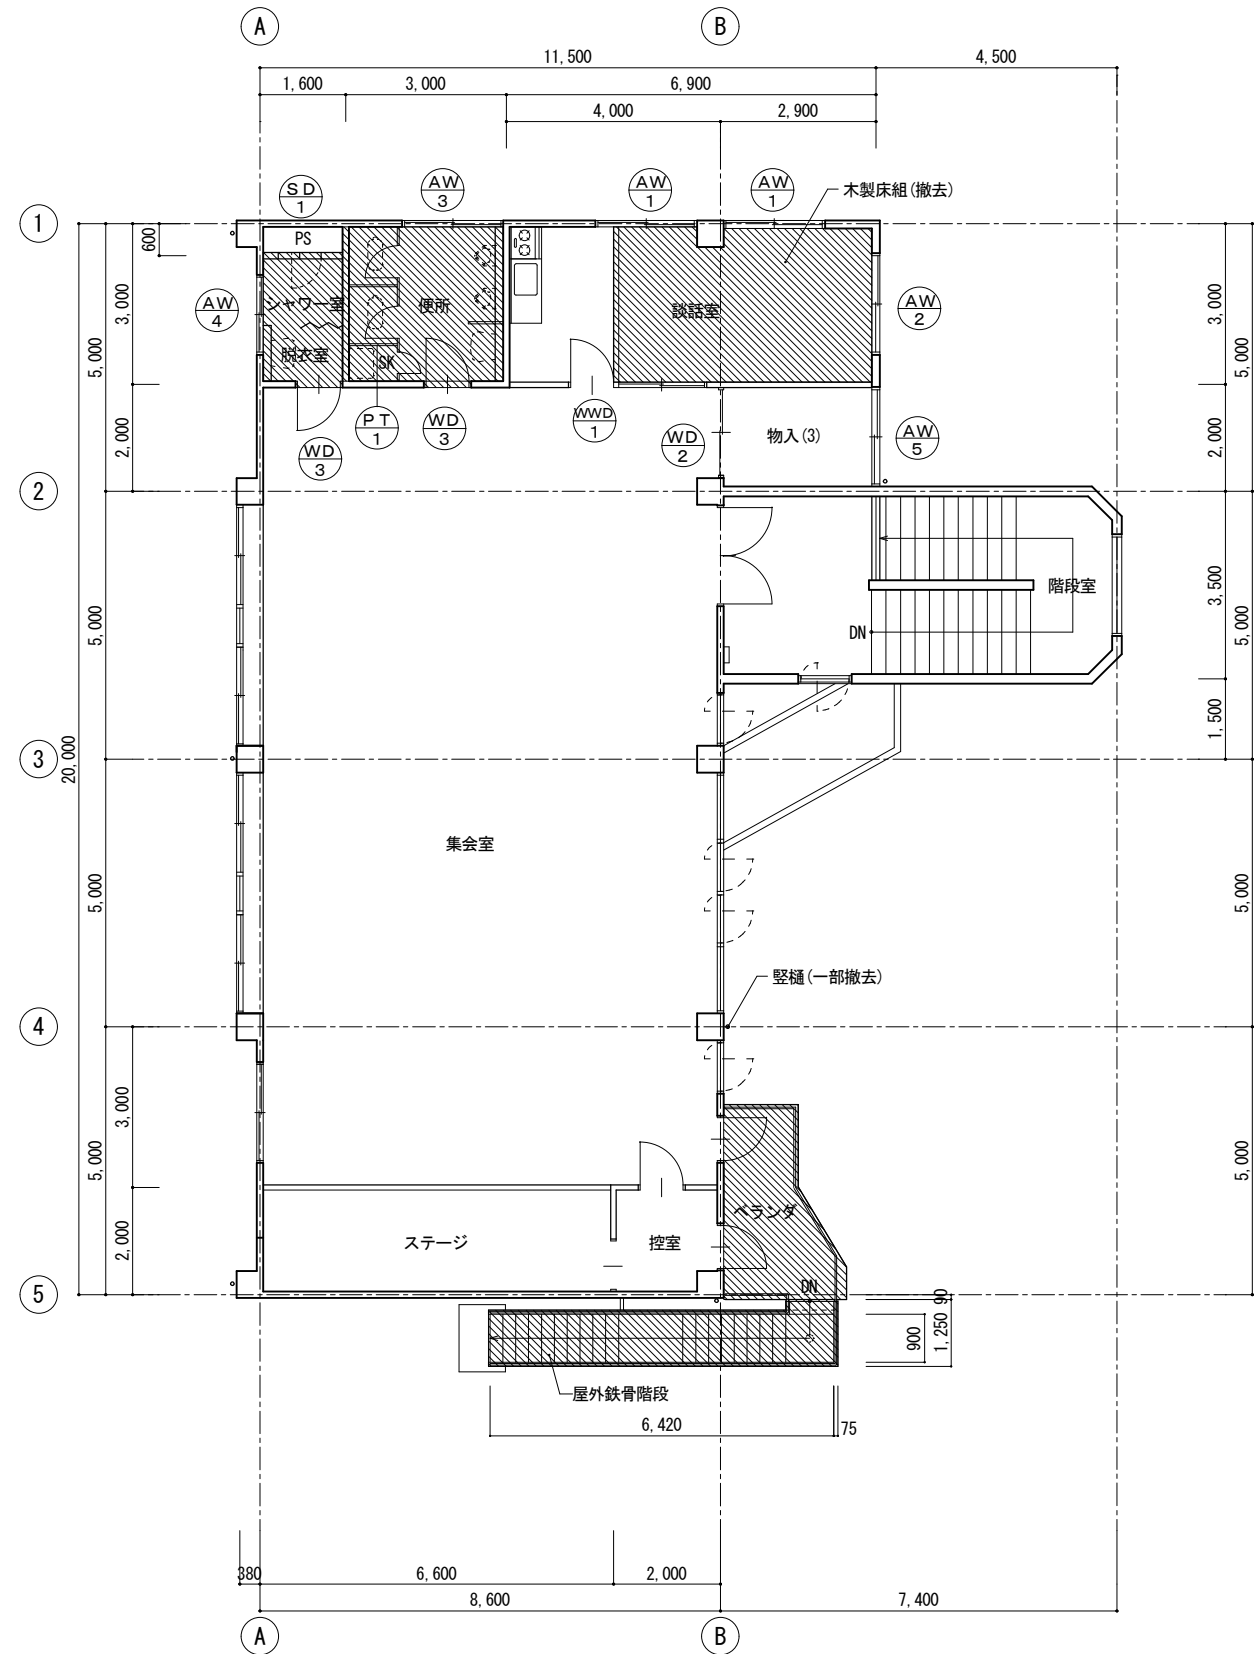 A
B
11,500
4,500
1,600
3,000
6,900
4,000
2,900
SD
1
AW
3
AW
1
AW
1
木製床組(撤去)
1
600
PS
3,000
AW
4
シャワー室
便所
談話室
AW
2
3,000
5,000
脱衣室
SK
5,000
2,000
WD
3
PT
1
WD
3
WWD
1
WD
2
物入(3)
AW
5
2,000
2
5,000
階段室
DN
3,500
5,000
1,500
3
20,000
集会室
5,000
5,000
竪樋(一部撤去)
4
3,000
5,000
5,000
2,000
ステージ
控室
ベランダ
DN
5
90
900
1,250
屋外鉄骨階段
6,420
75
380
6,600
2,000
8,600
7,400
A
B